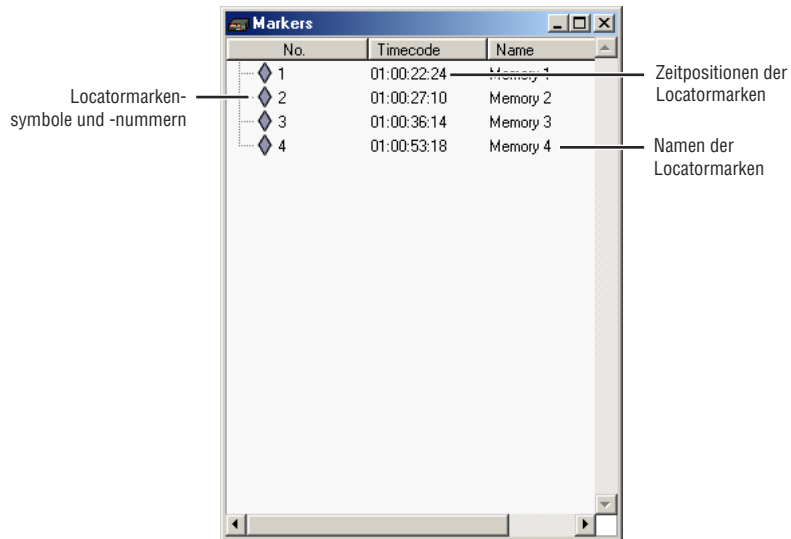 Markers
No. Timecode Name
1 01:00:22:24 Memory 1
2 01:00:27:10 Memory 2
3 01:00:36:14 Memory 3
4 01:00:53:18 Memory 4
Locatormarken-
symbole und -nummern
Zeitpositionen der
Locatormarken
Namen der
Locatormarken